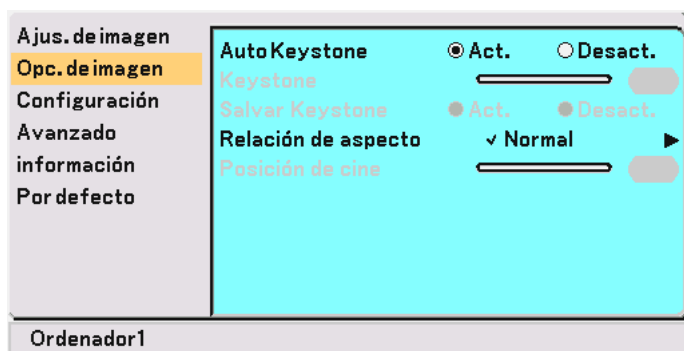 Ajus. de imagen
Opc. de imagen
Configuración
Avanzado
información
Por defecto
Auto Keystone Act. Desact.
Keystone
Salvar Keystone Act. Desact.
Relación de aspecto ✓ Normal ▶
Posición de cine
Ordenador1